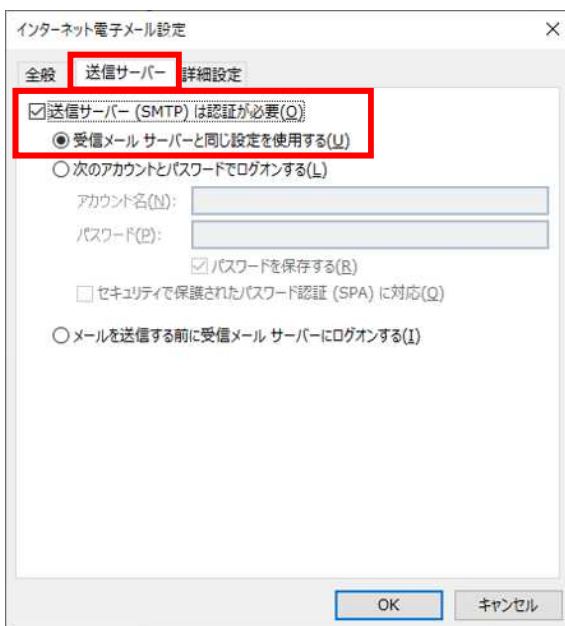 インターネット電子メール設定
全般 送信サーバー 詳細設定
送信サーバー (SMTP) は認証が必要(O)
受信メール サーバーと同じ設定を使用する(U)
次のアカウントとパスワードでログオンする(L)
アカウント名(N):
パスワード(P):
パスワードを保存する(R)
セキュリティで保護されたパスワード認証 (SPA) に対応(Q)
メールを送信する前に受信メール サーバーにログオンする(I)
OK キャンセル